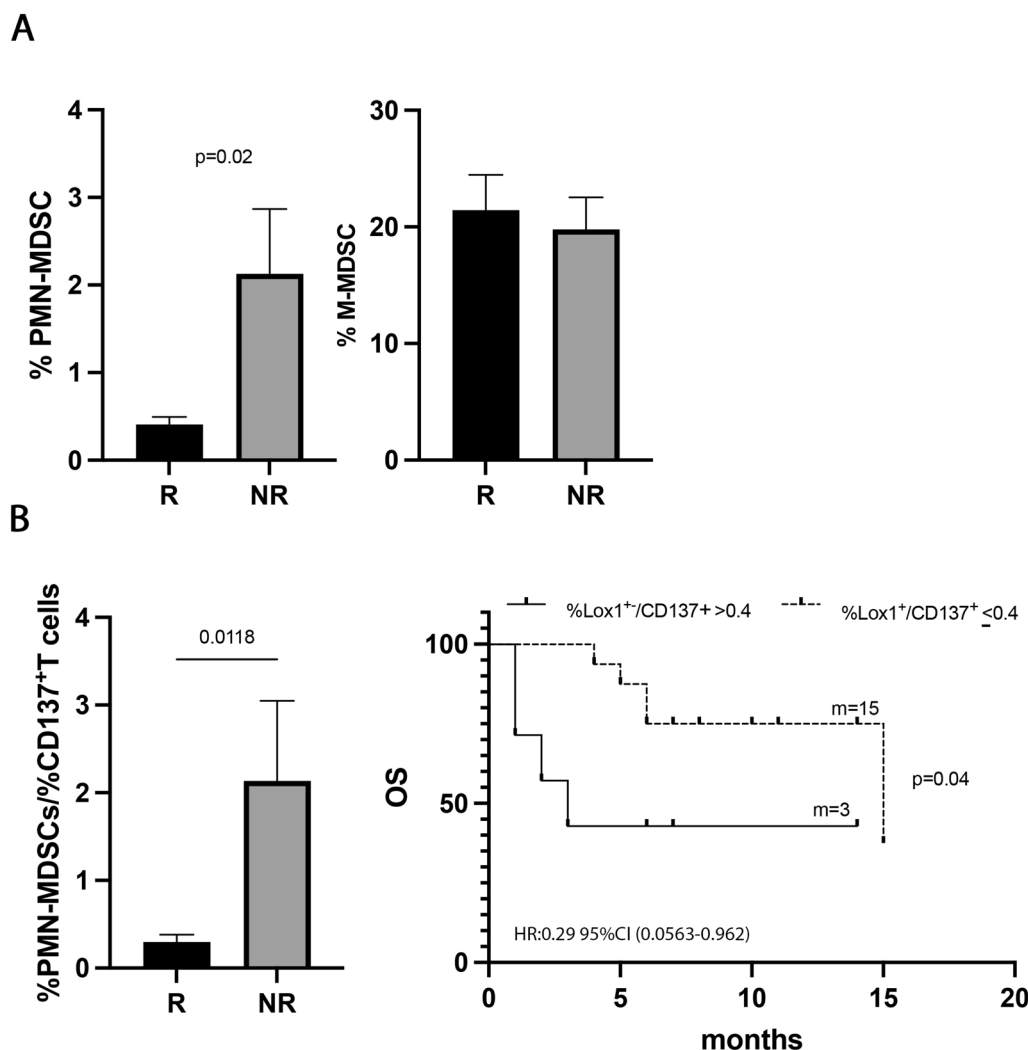 A
% PMN-MDSC
4
3
2
1
0
p=0.02
R
NR
% M-MDSC
30
20
10
0
R
NR
B
%PMN-MDSCs/%CD137⁺T cells
4
3
2
1
0
0.0118
R
NR
%Lox1⁺⁻/CD137+ >0.4
%Lox1⁺/CD137⁺ ≤0.4
OS
100
50
0
m=15
p=0.04
m=3
HR:0.29 95%CI (0.0563-0.962)
0
5
10
15
20
months